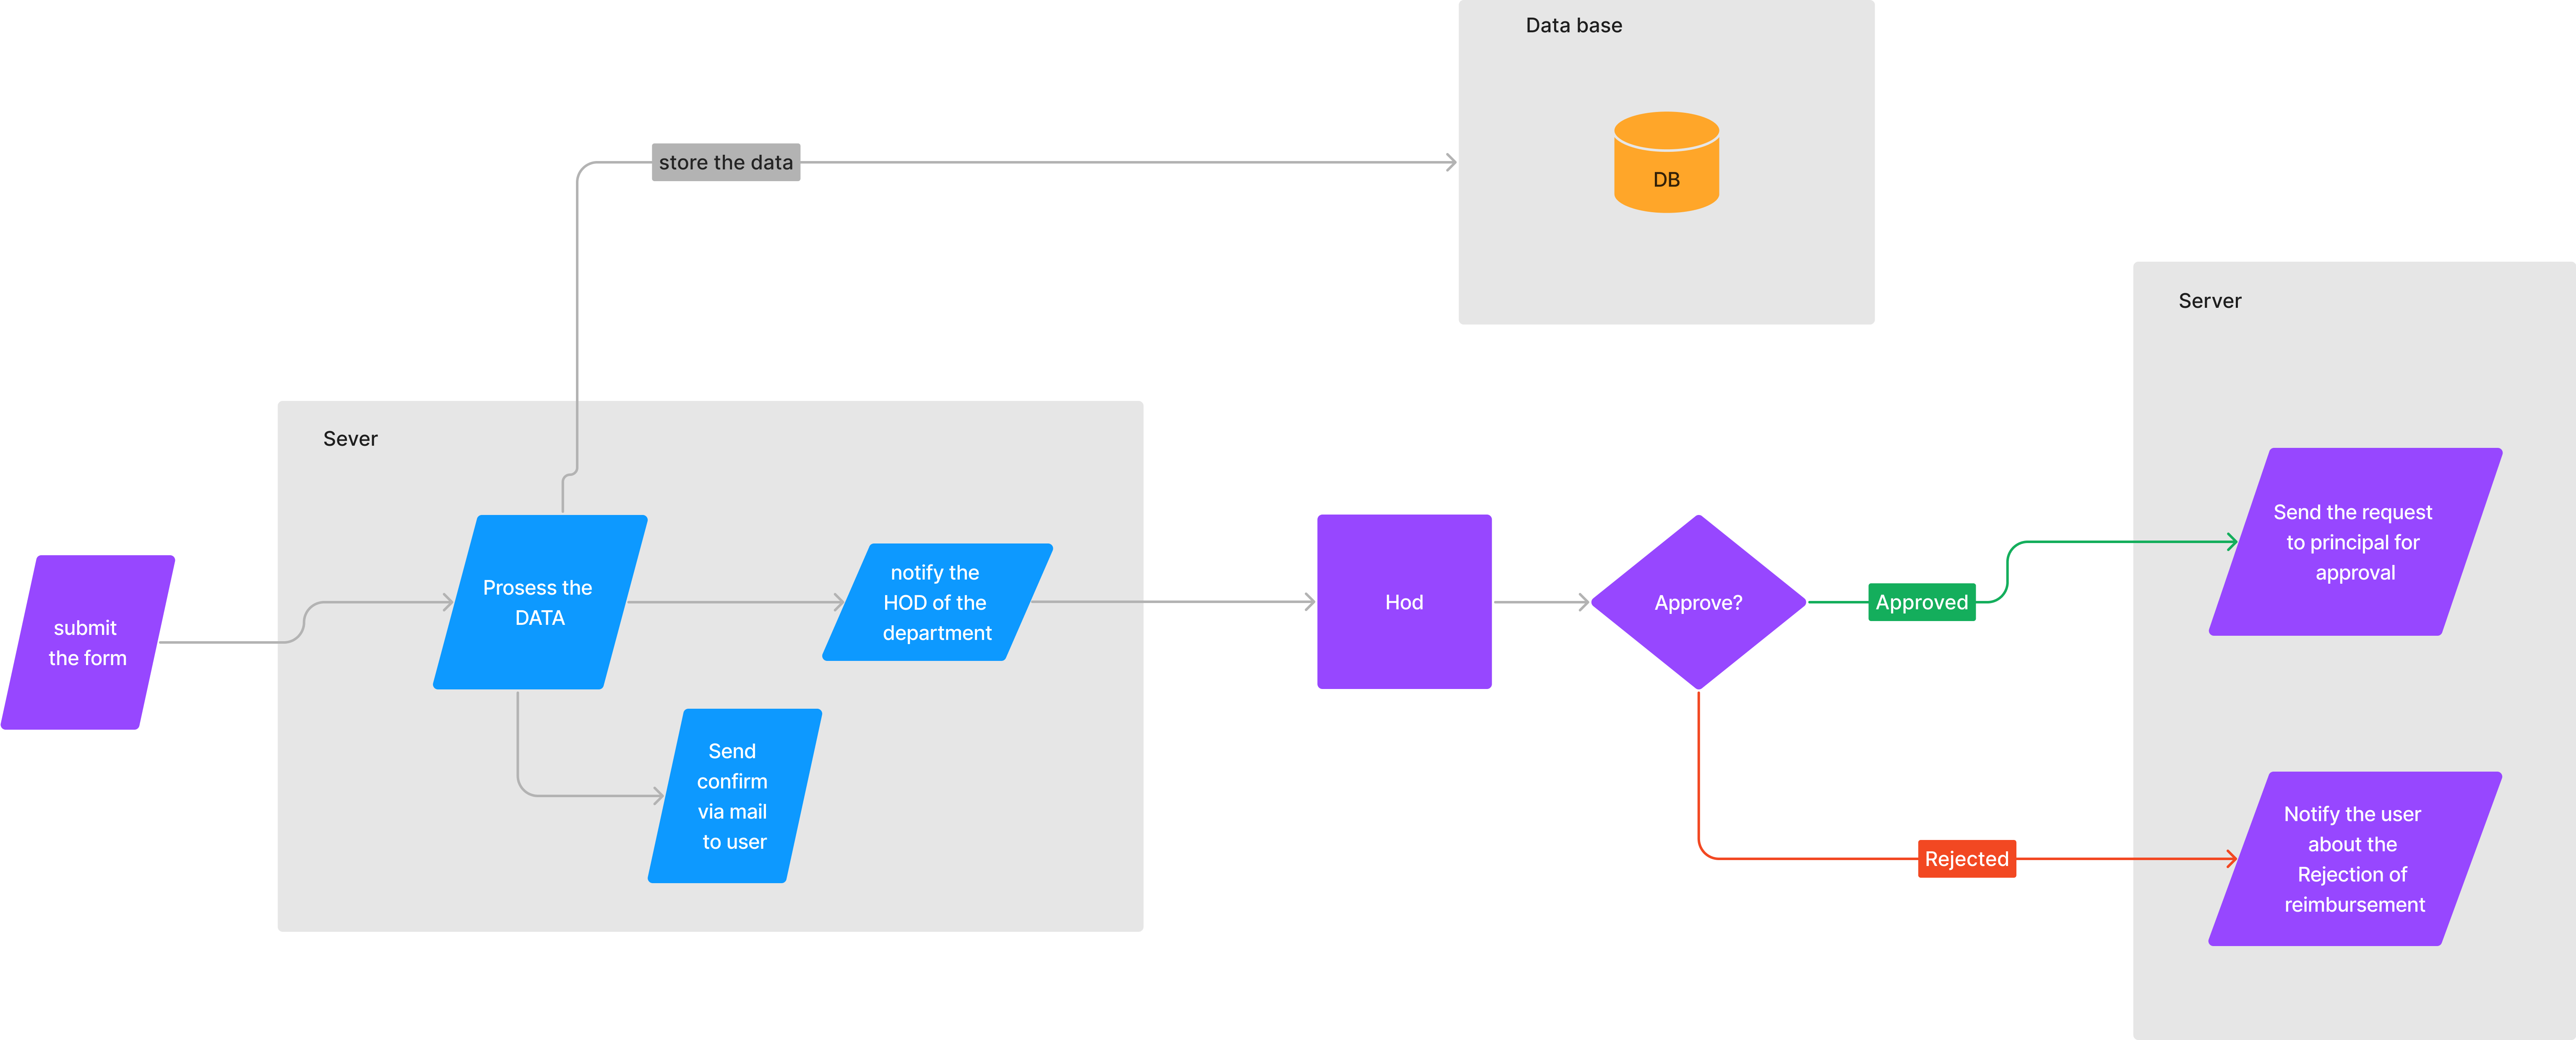 Data base
store the data
DB
Server
Sever
submit
the form
Prosess the
DATA
notify the
HOD of the
department
Send
confirm
via mail
to user
Hod
Approve?
Approved
Send the request
to principal for
approval
Rejected
Notify the user
about the
Rejection of
reimbursement